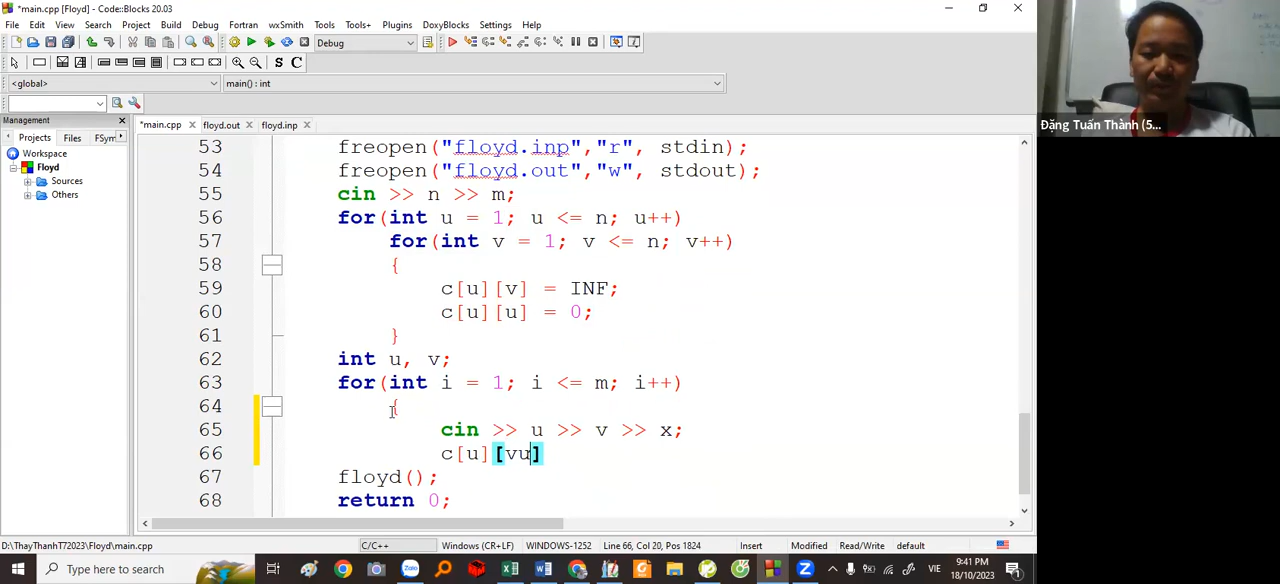 *main.cpp [Floyd] - Code::Blocks 20.03
File Edit View Search Project Build Debug Fortran wxSmith Tools Tools+ Plugins DoxyBlocks Settings Help
Debug
S C
<global> main() : int
Management
Projects Files FSym
Workspace
Floyd
Sources
Others
*main.cpp floyd.out floyd.inp
53 freopen("floyd.inp","r", stdin);
54 freopen("floyd.out","w", stdout);
55 cin >> n >> m;
56 for(int u = 1; u <= n; u++)
57 for(int v = 1; v <= n; v++)
58 {
59 c[u][v] = INF;
60 c[u][u] = 0;
61 }
62 int u, v;
63 for(int i = 1; i <= m; i++)
64 {
65 cin >> u >> v >> x;
66 c[u][vu]
67 floyd();
68 return 0;
Đặng Tuấn Thành (5...
D:\ThayThanhT72023\Floyd\main.cpp C/C++ Windows (CR+LF) WINDOWS-1252 Line 66, Col 20, Pos 1824 Insert Modified Read/Write default
Type here to search
Zalo
VIE
9:41 PM
18/10/2023
1